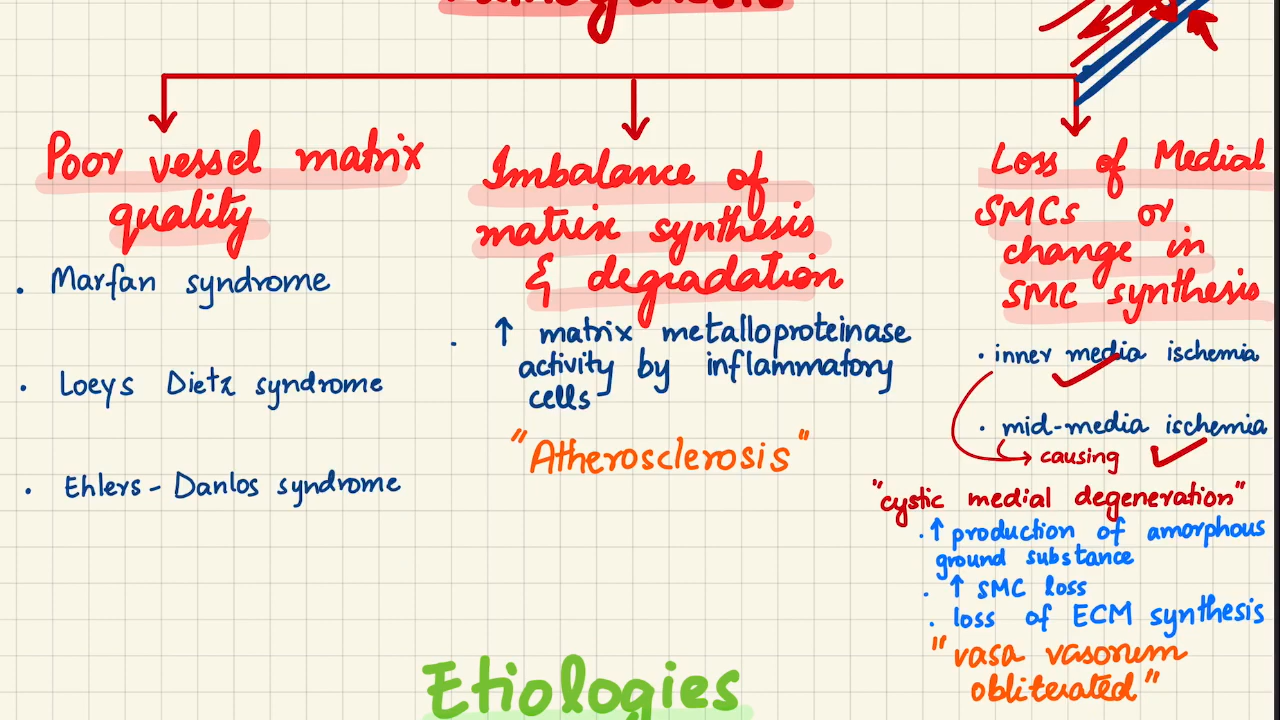 Pathogenesis
Poor vessel matrix
quality
. Marfan syndrome
. Loeys Dietz syndrome
. Ehlers-Danlos syndrome
Imbalance of
matrix synthesis
& degradation
. ↑ matrix metalloproteinase
activity by inflammatory
cells
"Atherosclerosis"
Loss of Medial
SMCs or
change in
SMC synthesis
. inner media ischemia
. mid-media ischemia
causing
"cystic medial degeneration"
. ↑ production of amorphous
ground substance
. ↑ SMC loss
. loss of ECM synthesis
"vasa vasorum
obliterated"
Etiologies